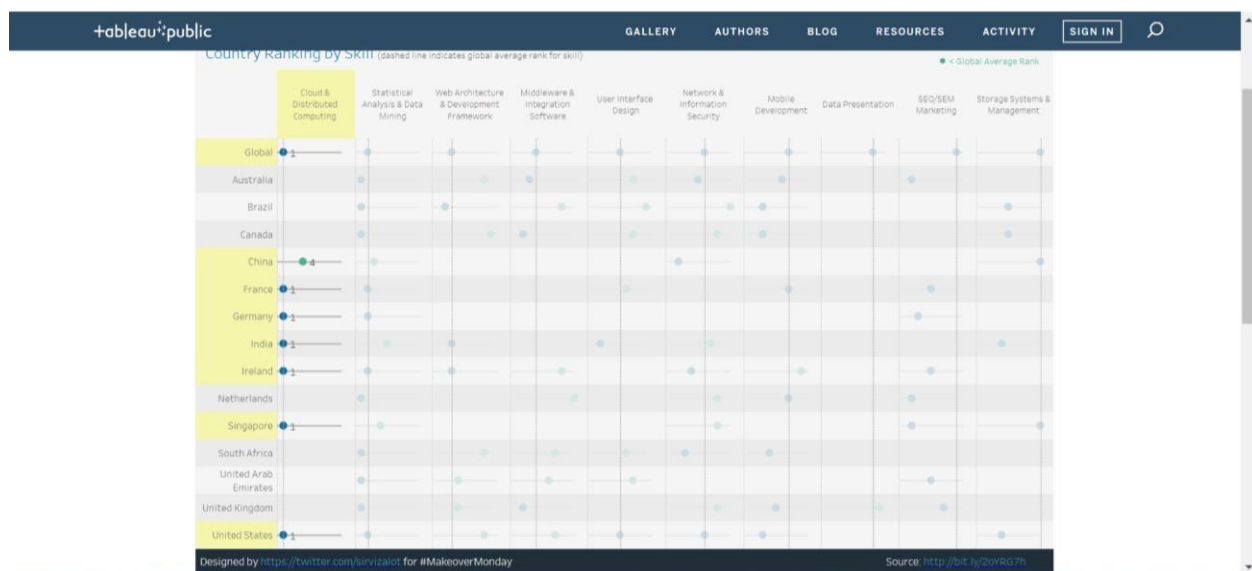 +ableau public
GALLERY AUTHORS BLOG RESOURCES ACTIVITY SIGN IN
Country Ranking by Skill (dashed line indicates global average rank for skill)
< Global Average Rank
Cloud & Distributed Computing
Statistical Analysis & Data Mining
Web Architecture & Development Framework
Middleware & Integration Software
User Interface Design
Network & Information Security
Mobile Development
Data Presentation
SEO/SEM Marketing
Storage Systems & Management
Global 1
Australia
Brazil
Canada
China 4
France 1
Germany 1
India 1
Ireland 1
Netherlands
Singapore 1
South Africa
United Arab Emirates
United Kingdom
United States 1
Designed by https://twitter.com/sirvizalot for #MakeoverMonday
Source: http://bit.ly/2oYRG7h